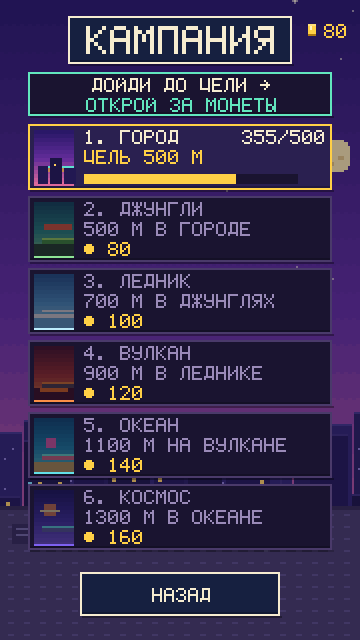 КАМПАНИЯ
80
ДОЙДИ ДО ЦЕЛИ →
ОТКРОЙ ЗА МОНЕТЫ
1. ГОРОД 355/500
ЦЕЛЬ 500 М
2. ДЖУНГЛИ
500 М В ГОРОДЕ
80
3. ЛЕДНИК
700 М В ДЖУНГЛЯХ
100
4. ВУЛКАН
900 М В ЛЕДНИКЕ
120
5. ОКЕАН
1100 М НА ВУЛКАНЕ
140
6. КОСМОС
1300 М В ОКЕАНЕ
160
НАЗАД